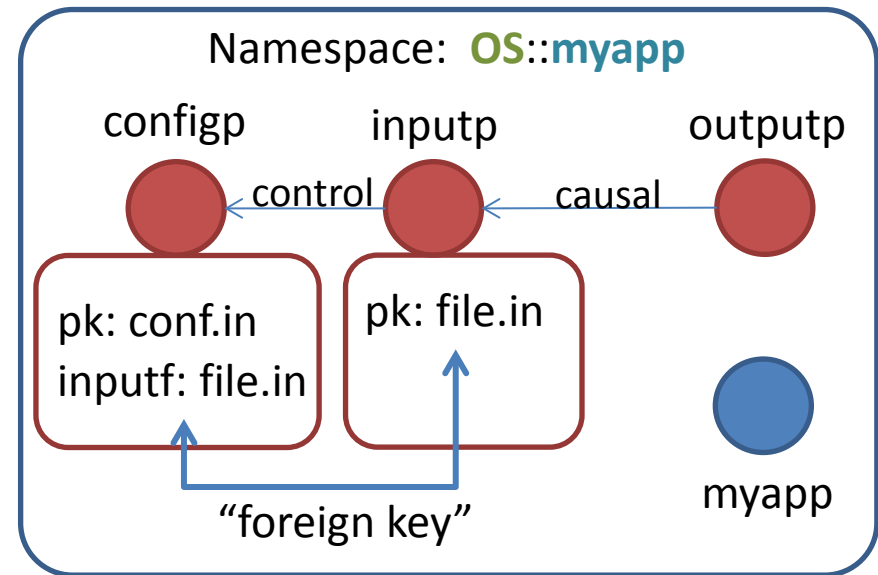 Namespace: OS::myapp
configp
inputp
outputp
control
causal
pk: conf.in
inputf: file.in
pk: file.in
myapp
“foreign key”